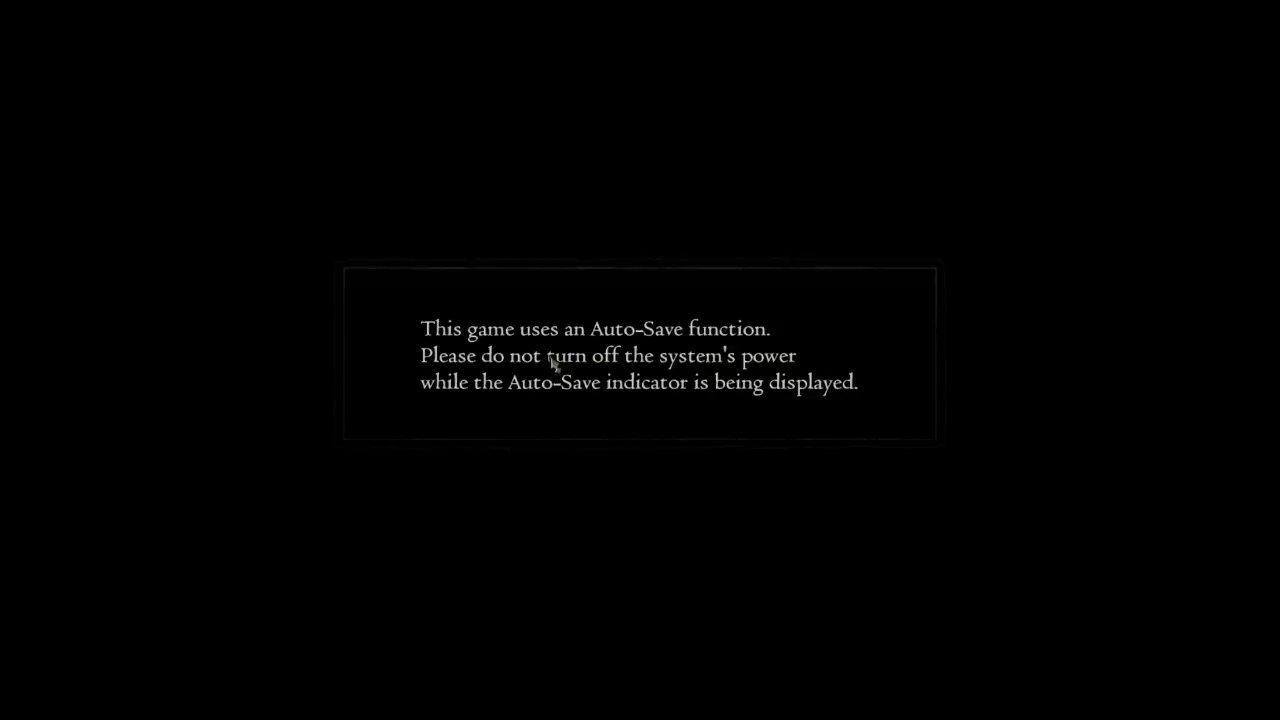 This game uses an Auto-Save function.
Please do not turn off the system's power
while the Auto-Save indicator is being displayed.